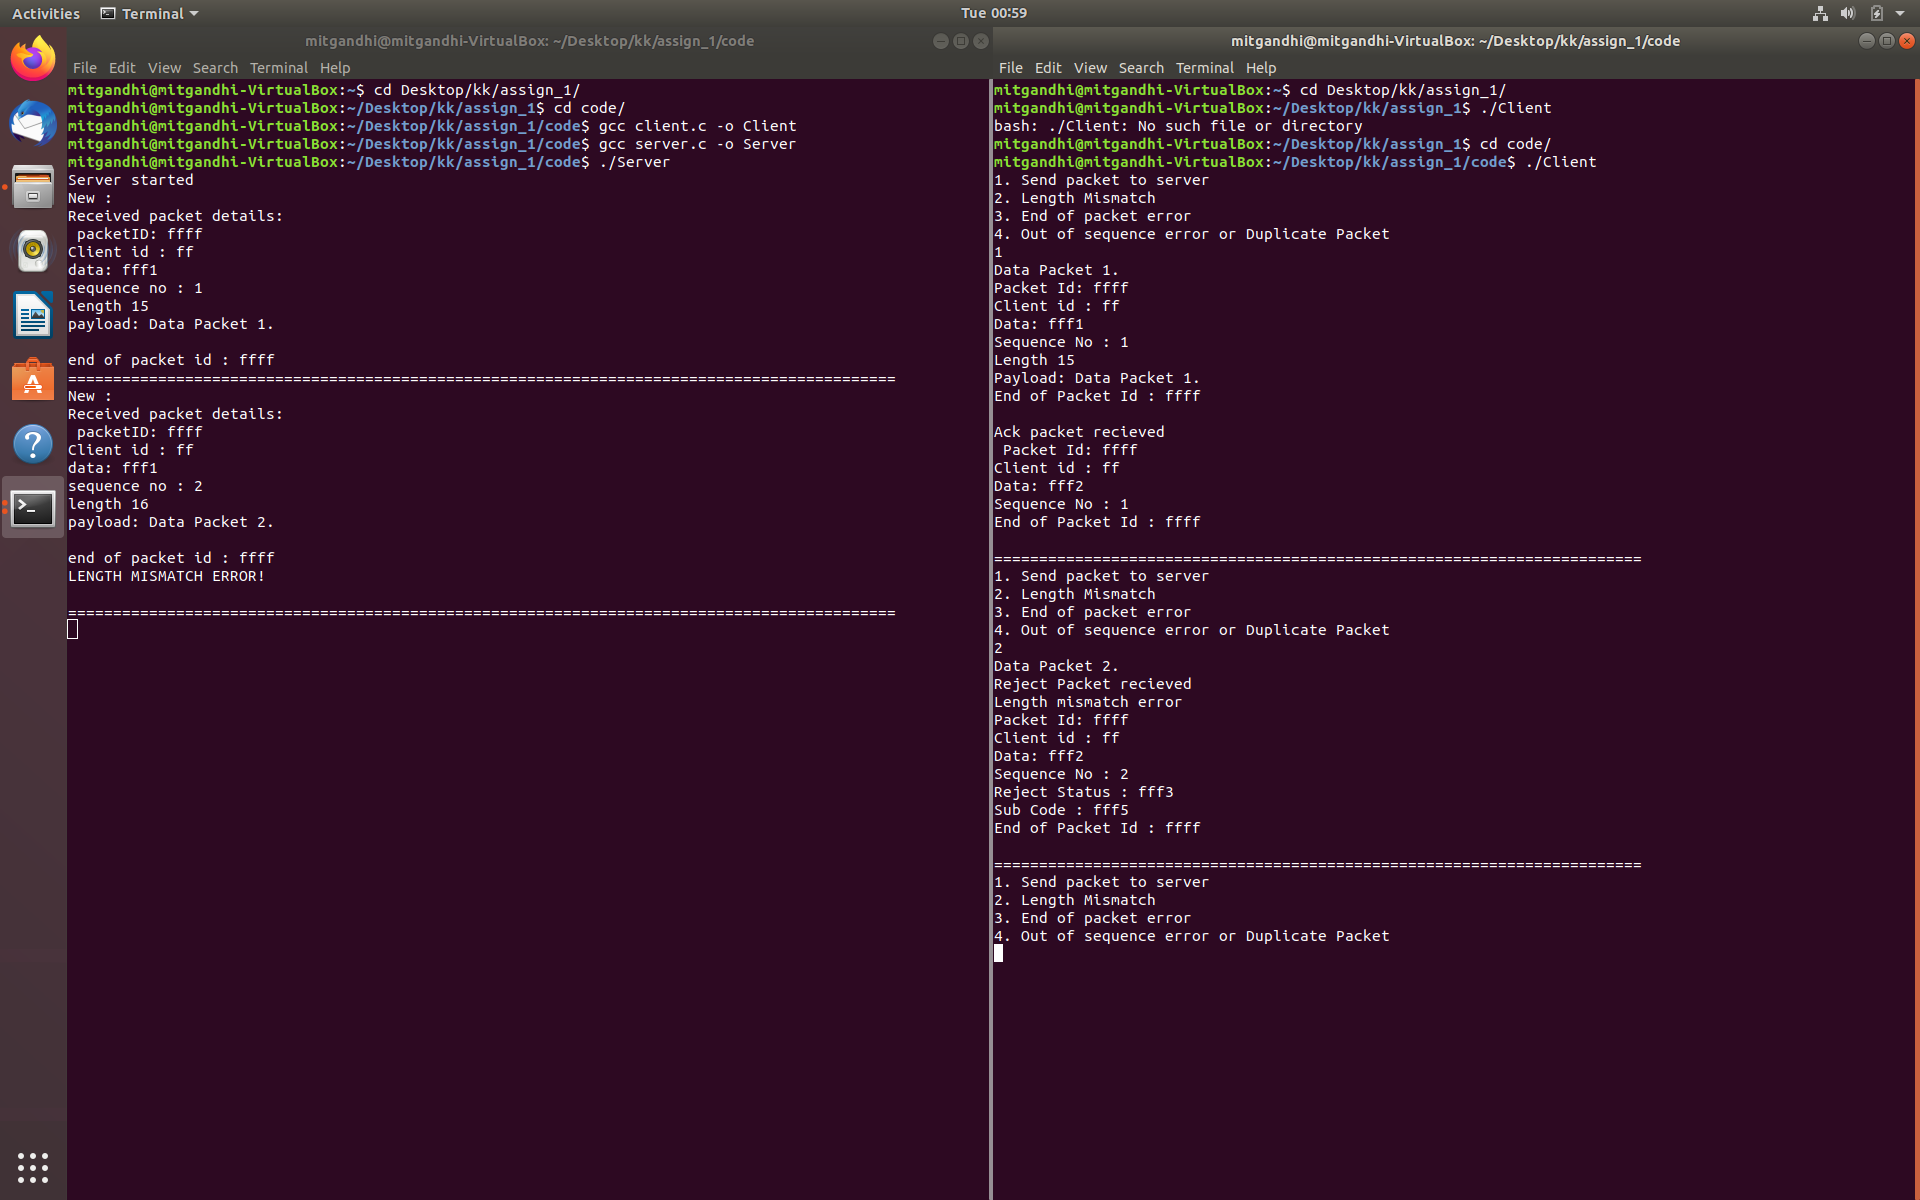 Activities
Terminal
Tue 00:59
mitgandhi@mitgandhi-VirtualBox: ~/Desktop/kk/assign_1/code
File Edit View Search Terminal Help
mitgandhi@mitgandhi-VirtualBox:~$ cd Desktop/kk/assign_1/
mitgandhi@mitgandhi-VirtualBox:~/Desktop/kk/assign_1$ cd code/
mitgandhi@mitgandhi-VirtualBox:~/Desktop/kk/assign_1/code$ gcc client.c -o Client
mitgandhi@mitgandhi-VirtualBox:~/Desktop/kk/assign_1/code$ gcc server.c -o Server
mitgandhi@mitgandhi-VirtualBox:~/Desktop/kk/assign_1/code$ ./Server
Server started
New :
Received packet details:
 packetID: ffff
Client id : ff
data: fff1
sequence no : 1
length 15
payload: Data Packet 1.
end of packet id : ffff
============================================================================================
New :
Received packet details:
 packetID: ffff
Client id : ff
data: fff1
sequence no : 2
length 16
payload: Data Packet 2.
end of packet id : ffff
LENGTH MISMATCH ERROR!
============================================================================================
mitgandhi@mitgandhi-VirtualBox: ~/Desktop/kk/assign_1/code
File Edit View Search Terminal Help
mitgandhi@mitgandhi-VirtualBox:~$ cd Desktop/kk/assign_1/
mitgandhi@mitgandhi-VirtualBox:~/Desktop/kk/assign_1$ ./Client
bash: ./Client: No such file or directory
mitgandhi@mitgandhi-VirtualBox:~/Desktop/kk/assign_1$ cd code/
mitgandhi@mitgandhi-VirtualBox:~/Desktop/kk/assign_1/code$ ./Client
1. Send packet to server
2. Length Mismatch
3. End of packet error
4. Out of sequence error or Duplicate Packet
1
Data Packet 1.
Packet Id: ffff
Client id : ff
Data: fff1
Sequence No : 1
Length 15
Payload: Data Packet 1.
End of Packet Id : ffff
Ack packet recieved
 Packet Id: ffff
Client id : ff
Data: fff2
Sequence No : 1
End of Packet Id : ffff
========================================================================
1. Send packet to server
2. Length Mismatch
3. End of packet error
4. Out of sequence error or Duplicate Packet
2
Data Packet 2.
Reject Packet recieved
Length mismatch error
Packet Id: ffff
Client id : ff
Data: fff2
Sequence No : 2
Reject Status : fff3
Sub Code : fff5
End of Packet Id : ffff
========================================================================
1. Send packet to server
2. Length Mismatch
3. End of packet error
4. Out of sequence error or Duplicate Packet